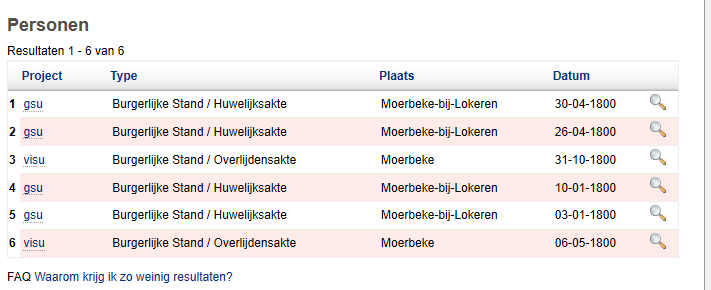 Personen
Resultaten 1 - 6 van 6
Project Type Plaats Datum
1 gsu Burgerlijke Stand / Huwelijksakte Moerbeke-bij-Lokeren 30-04-1800
2 gsu Burgerlijke Stand / Huwelijksakte Moerbeke-bij-Lokeren 26-04-1800
3 visu Burgerlijke Stand / Overlijdensakte Moerbeke 31-10-1800
4 gsu Burgerlijke Stand / Huwelijksakte Moerbeke-bij-Lokeren 10-01-1800
5 gsu Burgerlijke Stand / Huwelijksakte Moerbeke-bij-Lokeren 03-01-1800
6 visu Burgerlijke Stand / Overlijdensakte Moerbeke 06-05-1800
FAQ Waarom krijg ik zo weinig resultaten?